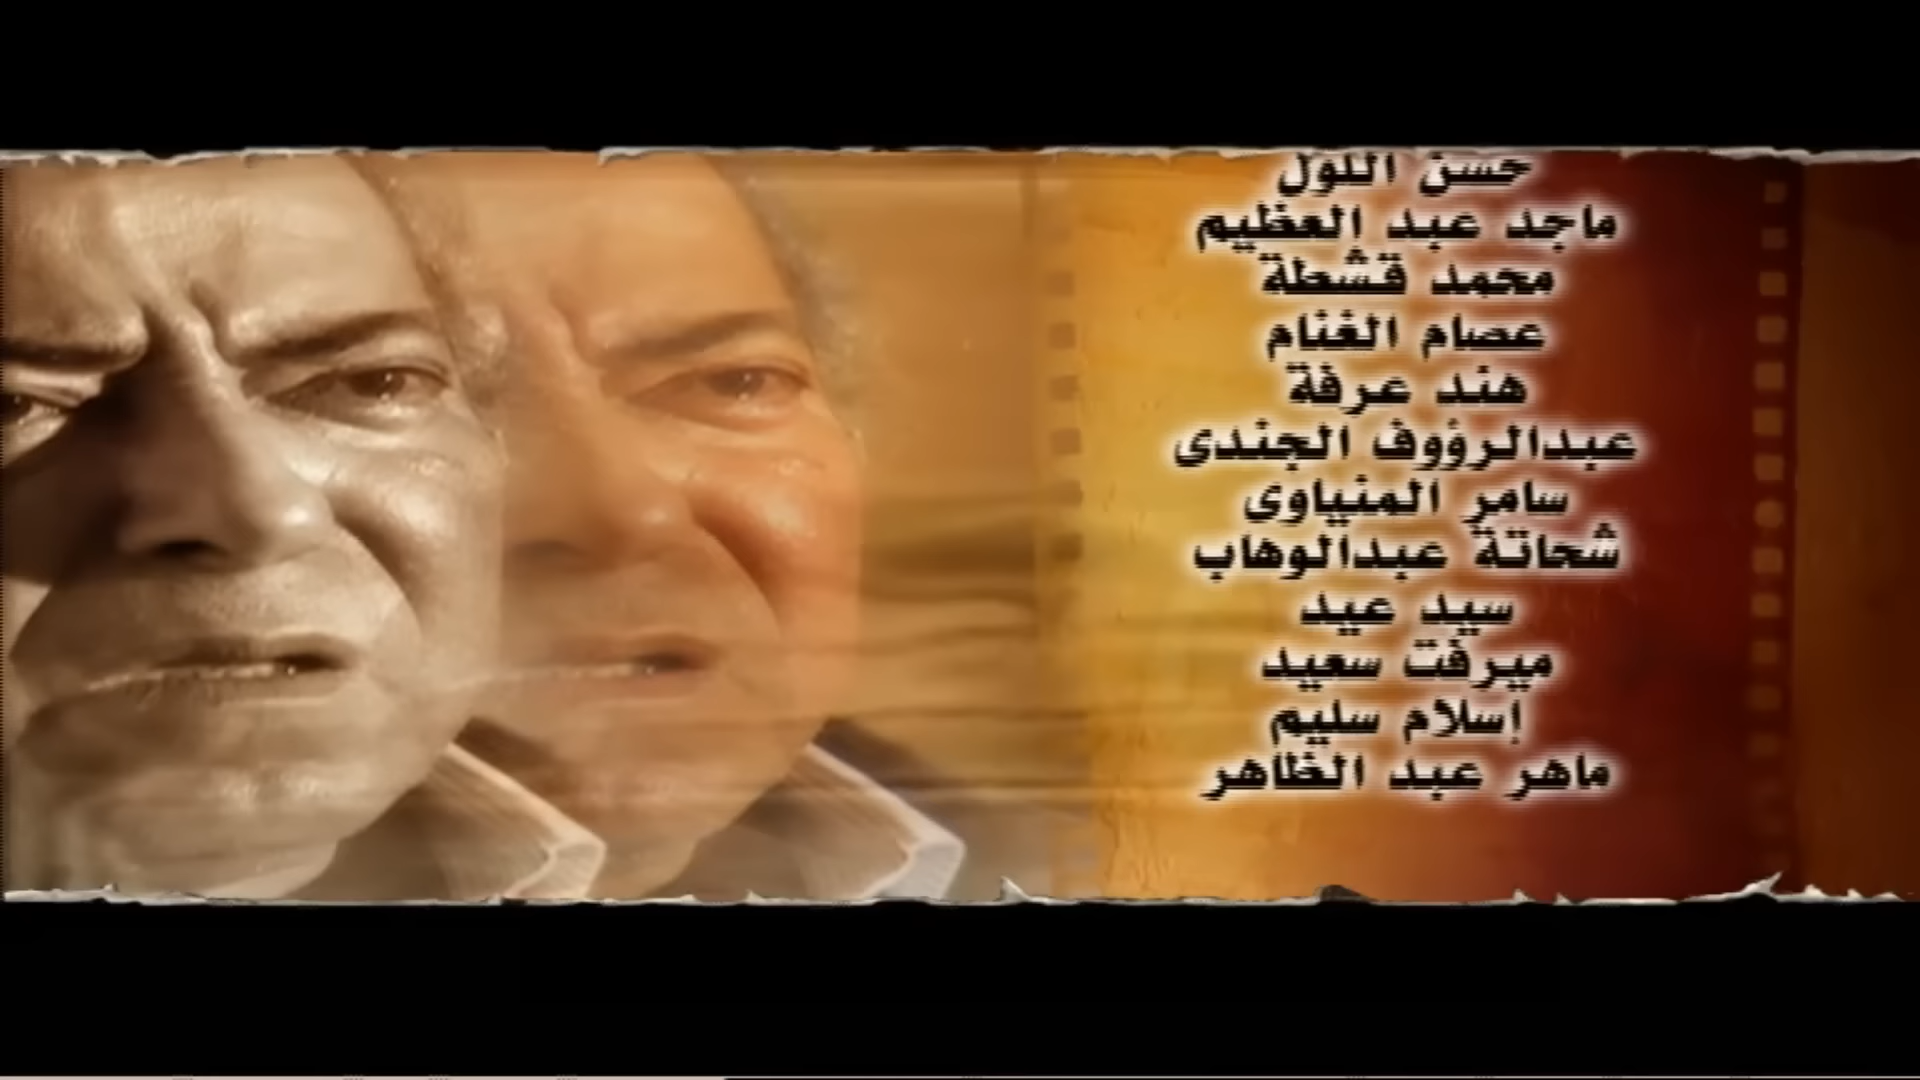 حسن اللول
ماجد عبد العظيم
محمد قشطة
عصام الغنام
هند عرفة
عبدالرؤوف الجندى
سامر المنياوى
شحاتة عبدالوهاب
سيد عيد
ميرفت سعيد
إسلام سليم
ماهر عبد الظاهر